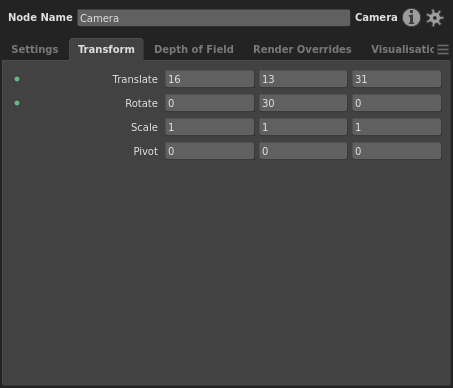 Node Name Camera Camera
Settings Transform Depth of Field Render Overrides Visualisatic
Translate 16 13 31
Rotate 0 30 0
Scale 1 1 1
Pivot 0 0 0